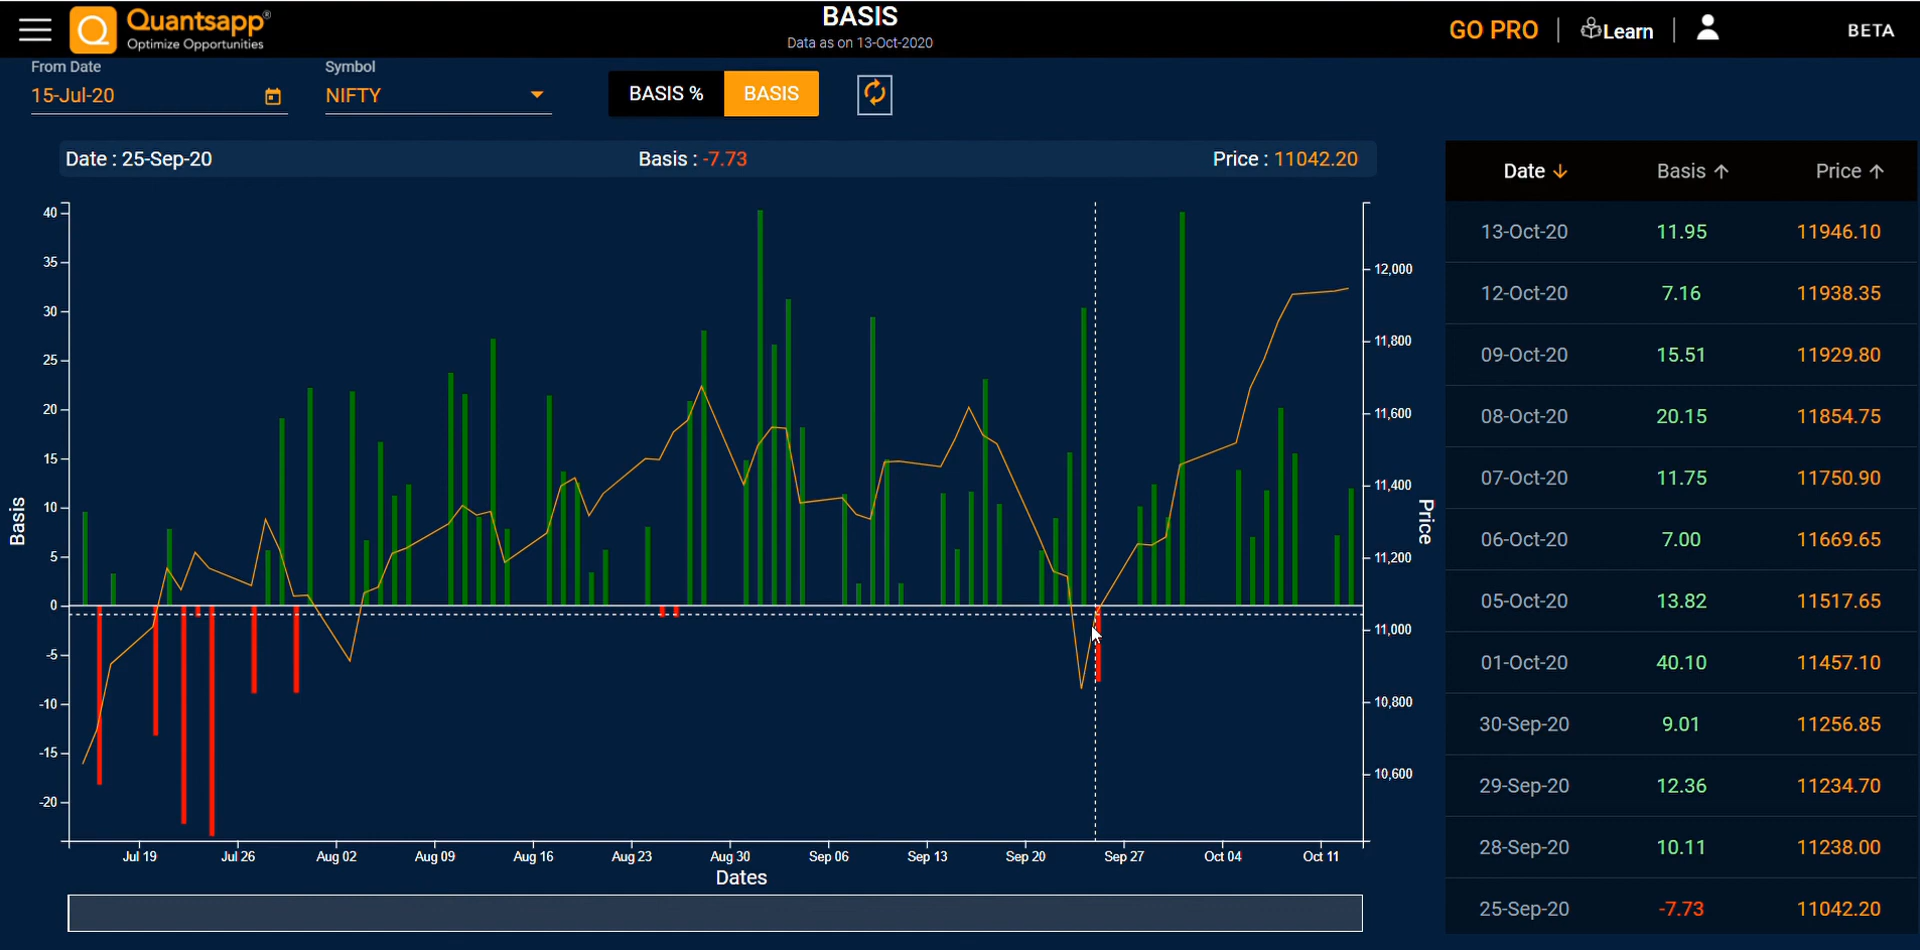 Quantsapp®
Optimize Opportunities
BASIS
Data as on 13-Oct-2020
GO PRO
Learn
BETA
From Date
15-Jul-20
Symbol
NIFTY
BASIS %
BASIS
Date : 25-Sep-20
Basis : -7.73
Price : 11042.20
40
35
30
25
20
15
10
5
0
-5
-10
-15
-20
Basis
12,000
11,800
11,600
11,400
11,200
11,000
10,800
10,600
Price
Jul 19
Jul 26
Aug 02
Aug 09
Aug 16
Aug 23
Aug 30
Sep 06
Sep 13
Sep 20
Sep 27
Oct 04
Oct 11
Dates
Date ↓ Basis ↑ Price ↑
13-Oct-20 11.95 11946.10
12-Oct-20 7.16 11938.35
09-Oct-20 15.51 11929.80
08-Oct-20 20.15 11854.75
07-Oct-20 11.75 11750.90
06-Oct-20 7.00 11669.65
05-Oct-20 13.82 11517.65
01-Oct-20 40.10 11457.10
30-Sep-20 9.01 11256.85
29-Sep-20 12.36 11234.70
28-Sep-20 10.11 11238.00
25-Sep-20 -7.73 11042.20